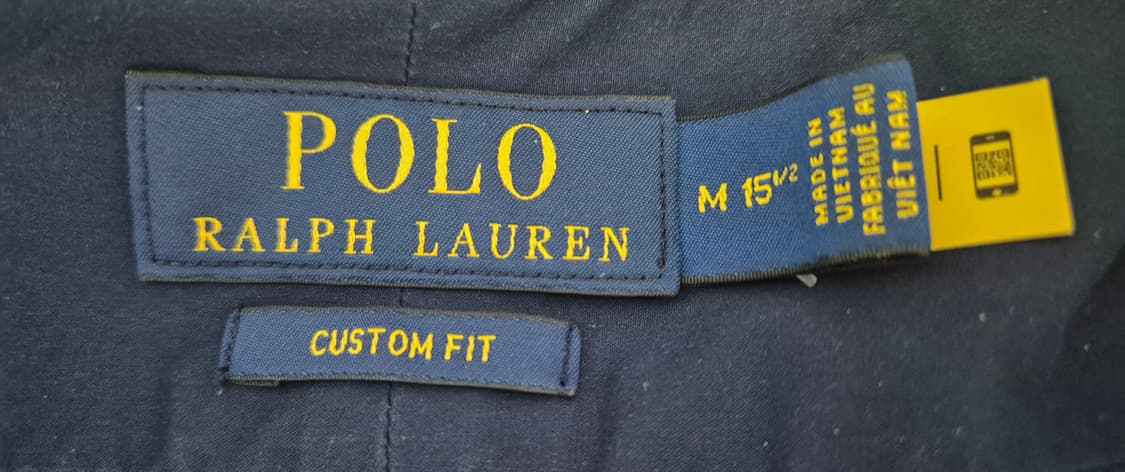 POLO
RALPH LAUREN
M 15 1/2
MADE IN
VIETNAM
FABRIQUÉ AU
VIÊT NAM
CUSTOM FIT